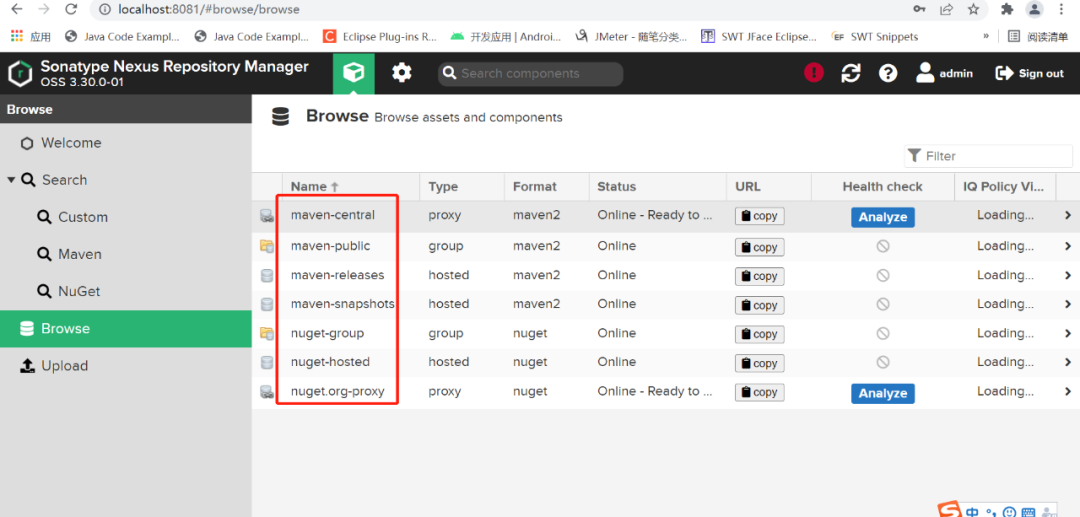 localhost:8081/#browse/browse
应用 Java Code Exampl... Java Code Exampl... Eclipse Plug-ins R... 开发应用 | Androi... JMeter - 随笔分类... SWT JFace Eclipse... SWT Snippets » 阅读清单
Sonatype Nexus Repository Manager
OSS 3.30.0-01
Search components
admin
Sign out
Browse
Browse Browse assets and components
Welcome
Filter
Search
Custom
Maven
NuGet
Browse
Upload
Name Type Format Status URL Health check IQ Policy Vi...
maven-central proxy maven2 Online - Ready to ... copy Analyze Loading...
maven-public group maven2 Online copy Loading...
maven-releases hosted maven2 Online copy Loading...
maven-snapshots hosted maven2 Online copy Loading...
nuget-group group nuget Online copy Loading...
nuget-hosted hosted nuget Online copy Loading...
nuget.org-proxy proxy nuget Online - Ready to ... copy Analyze Loading...
中